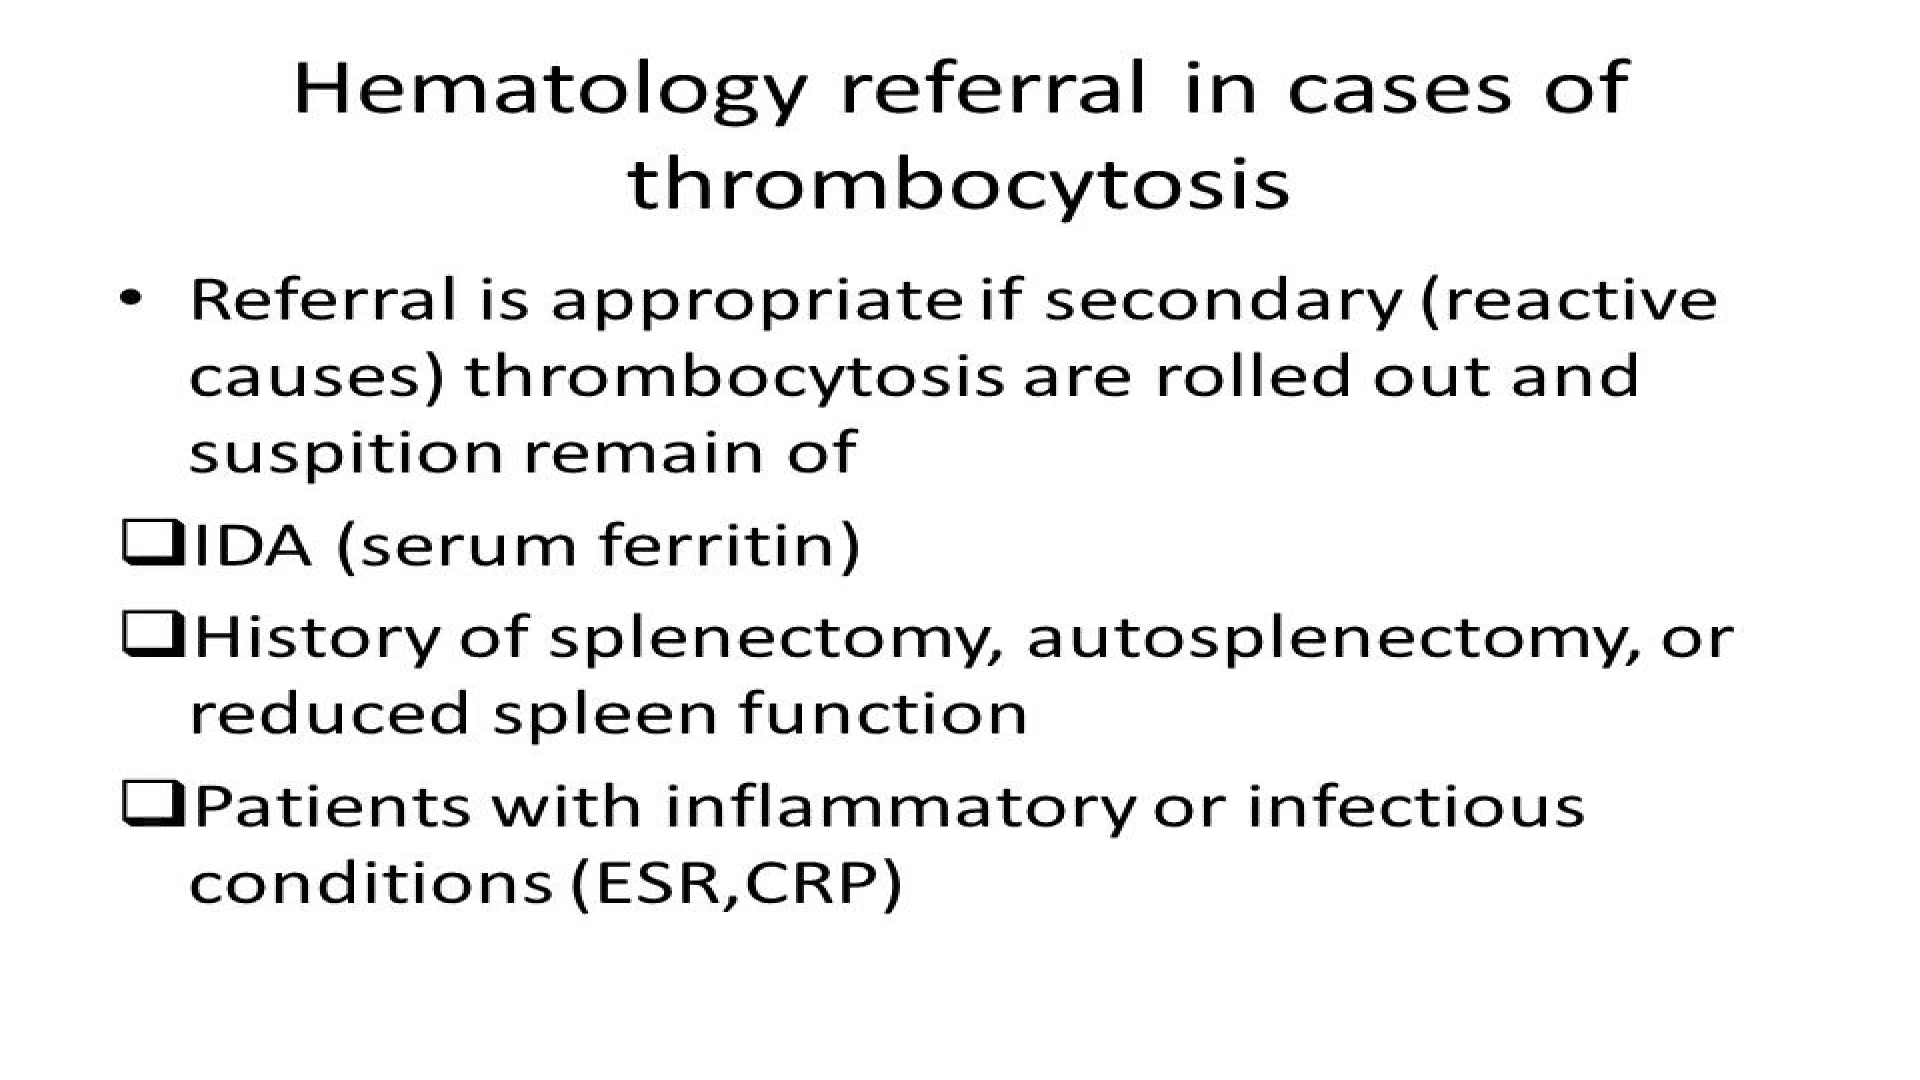 Hematology referral in cases of
thrombocytosis
• Referral is appropriate if secondary (reactive
causes) thrombocytosis are rolled out and
suspition remain of
❑IDA (serum ferritin)
❑History of splenectomy, autosplenectomy, or
reduced spleen function
❑Patients with inflammatory or infectious
conditions (ESR,CRP)